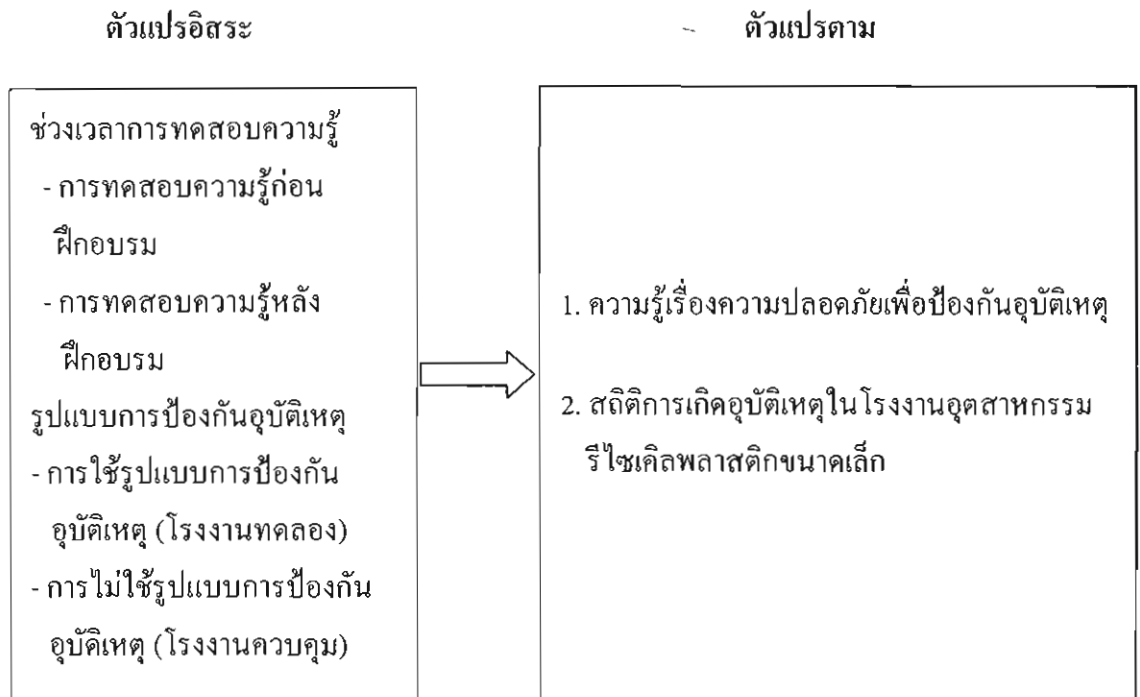 ตัวแปรอิสระ
ตัวแปรตาม
ช่วงเวลาการทดสอบความรู้
- การทดสอบความรู้ก่อน
ฝึกอบรม
- การทดสอบความรู้หลัง
ฝึกอบรม
รูปแบบการป้องกันอุบัติเหตุ
- การใช้รูปแบบการป้องกัน
อุบัติเหตุ (โรงงานทดลอง)
- การไม่ใช้รูปแบบการป้องกัน
อุบัติเหตุ (โรงงานควบคุม)
1. ความรู้เรื่องความปลอดภัยเพื่อป้องกันอุบัติเหตุ
2. สถิติการเกิดอุบัติเหตุในโรงงานอุตสาหกรรม
รีไซเคิลพลาสติกขนาดเล็ก